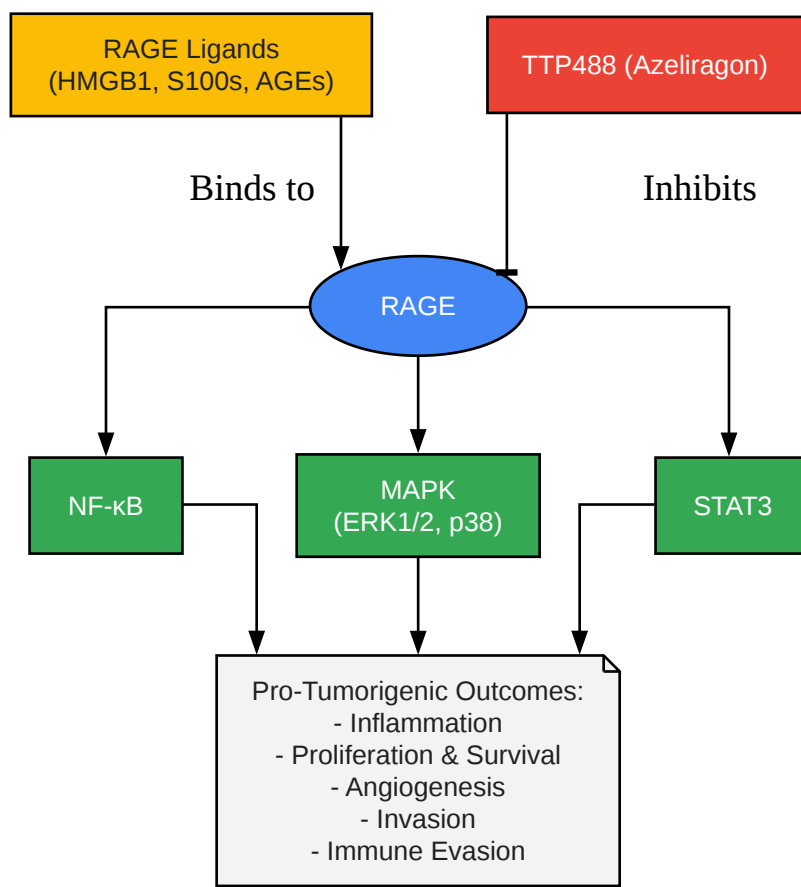 RAGE Ligands
(HMGB1, S100s, AGEs)
TTP488 (Azeliragon)
Binds to
Inhibits
RAGE
NF-κB
MAPK
(ERK1/2, p38)
STAT3
Pro-Tumorigenic Outcomes:
- Inflammation
- Proliferation & Survival
- Angiogenesis
- Invasion
- Immune Evasion